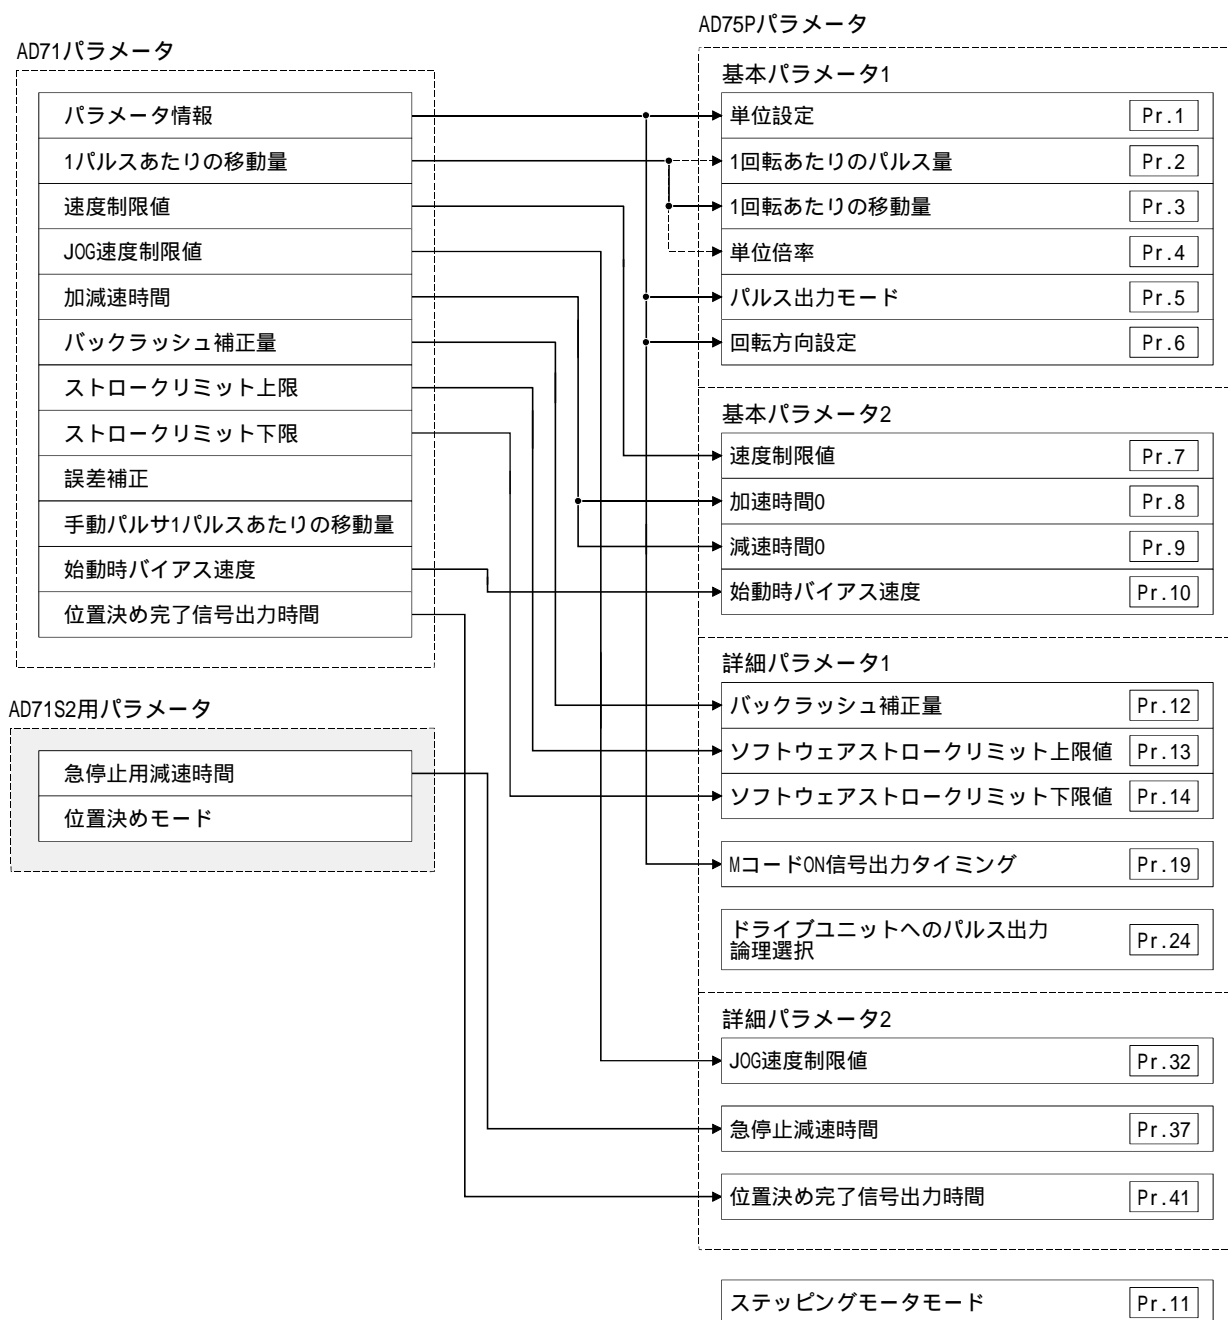 AD71パラメータ
パラメータ情報
1パルスあたりの移動量
速度制限値
JOG速度制限値
加減速時間
バックラッシュ補正量
ストロークリミット上限
ストロークリミット下限
誤差補正
手動パルサ1パルスあたりの移動量
始動時バイアス速度
位置決め完了信号出力時間
AD71S2用パラメータ
急停止用減速時間
位置決めモード
AD75Pパラメータ
基本パラメータ1
単位設定 Pr.1
1回転あたりのパルス量 Pr.2
1回転あたりの移動量 Pr.3
単位倍率 Pr.4
パルス出力モード Pr.5
回転方向設定 Pr.6
基本パラメータ2
速度制限値 Pr.7
加速時間0 Pr.8
減速時間0 Pr.9
始動時バイアス速度 Pr.10
詳細パラメータ1
バックラッシュ補正量 Pr.12
ソフトウェアストロークリミット上限値 Pr.13
ソフトウェアストロークリミット下限値 Pr.14
MコードON信号出力タイミング Pr.19
ドライブユニットへのパルス出力
論理選択 Pr.24
詳細パラメータ2
JOG速度制限値 Pr.32
急停止減速時間 Pr.37
位置決め完了信号出力時間 Pr.41
ステッピングモータモード Pr.11